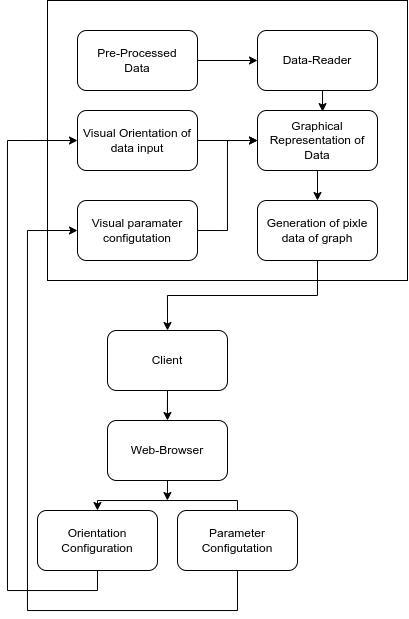 Pre-Processed
Data
Data-Reader
Visual Orientation of
data input
Graphical
Representation of
Data
Visual paramater
configutation
Generation of pixle
data of graph
Client
Web-Browser
Orientation
Configuration
Parameter
Configutation